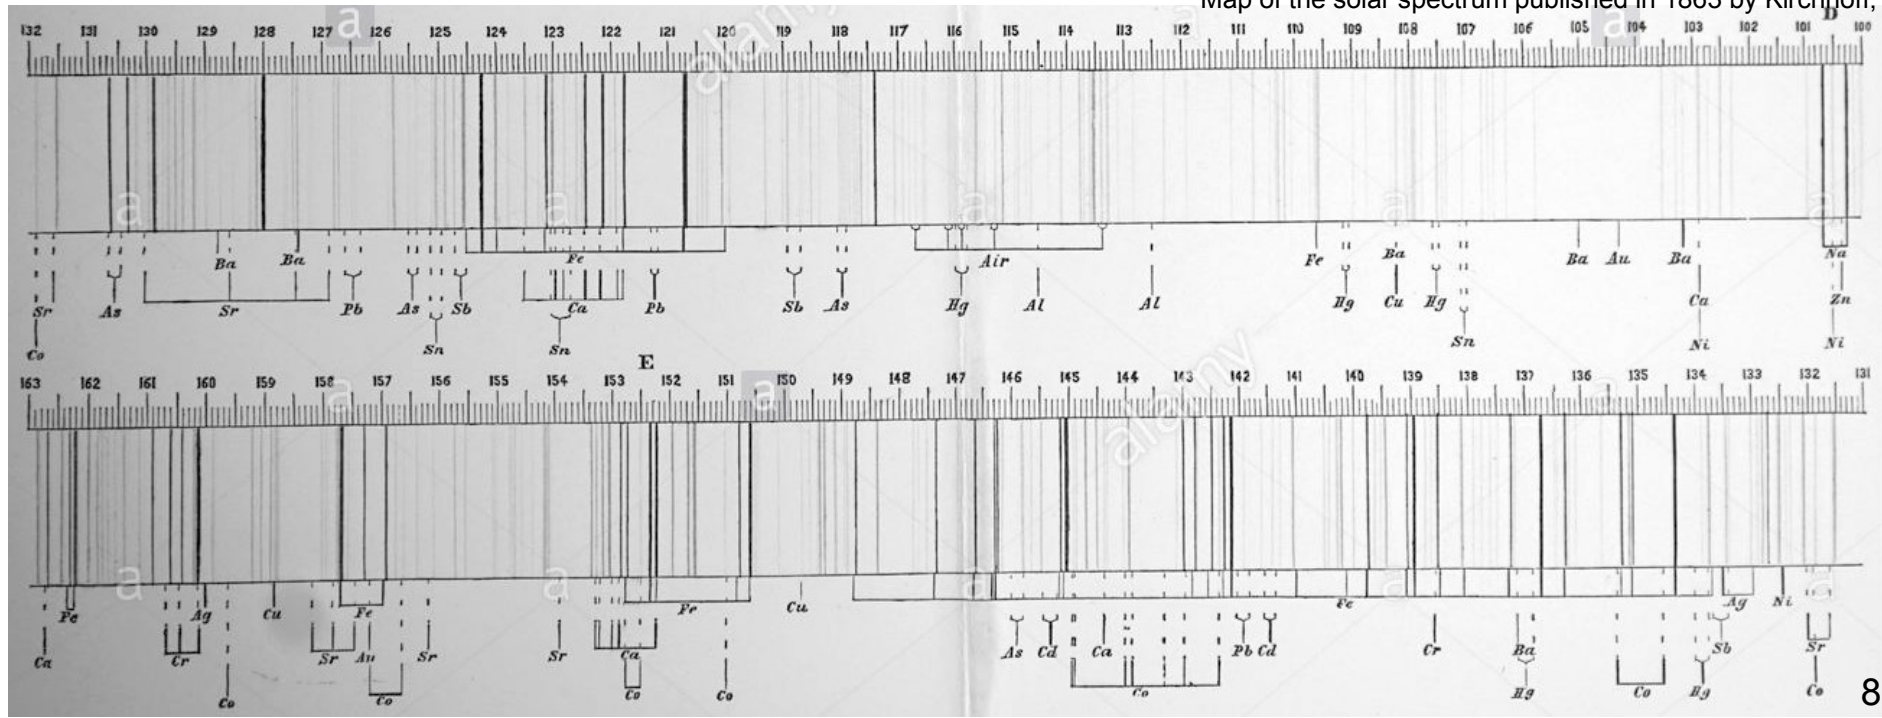 Map of the solar spectrum published in 1863 by Kirchhoff,
D
132 131 130 129 128 127 126 125 124 123 122 121 120 119 118 117 116 115 114 113 112 111 110 109 108 107 106 105 104 103 102 101 100
Ba Ba Fe Air Fe Ba Ba Au Ba Na
Sr As Sr Pb As Sb Ca Pb Sb As Hg Al Al Hg Cu Hg Ca Zn
Co Sn Sn Sn Ni Ni
E
163 162 161 160 159 158 157 156 155 154 153 152 151 150 149 148 147 146 145 144 143 142 141 140 139 138 137 136 135 134 133 132 131
Fe Ag Cu Fe Fe Cu Fe Ag Ni
Ca Cr Sr Au Sr Sr Ca As Cd Ca Pb Cd Cr Ba Sb Sr
Co Co Co Co Co Hg Co Hg Co
8
a
alamy